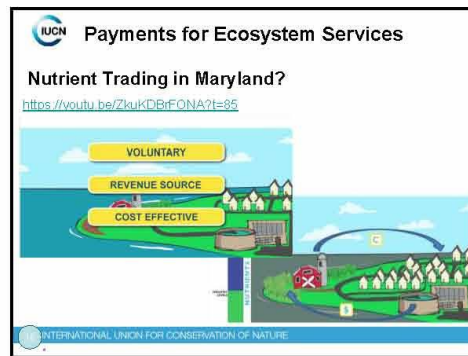 IUCN
Payments for Ecosystem Services
Nutrient Trading in Maryland?
https://youtu.be/ZkuKDBrFONA?t=85
VOLUNTARY
REVENUE SOURCE
COST EFFECTIVE
C
NUTRIENTS
$
INTERNATIONAL UNION FOR CONSERVATION OF NATURE